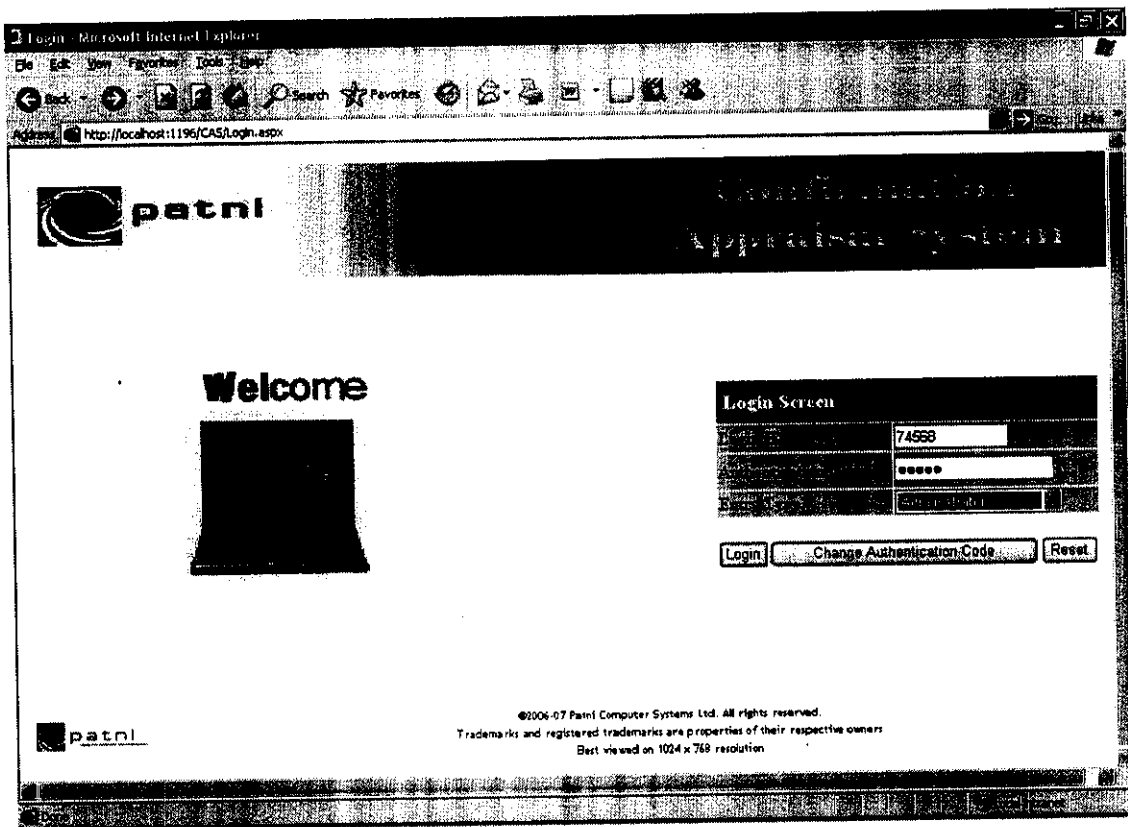 Login - Microsoft Internet Explorer
File Edit View Favorites Tools Help
Back Search Favorites
Address http://localhost:1196/CAS/Login.aspx
patni
System
Welcome
Login Screen
74568
Login Change Authentication Code Reset
patni
©2006-07 Patni Computer Systems Ltd. All rights reserved.
Trademarks and registered trademarks are properties of their respective owners
Best viewed on 1024 x 768 resolution
Done